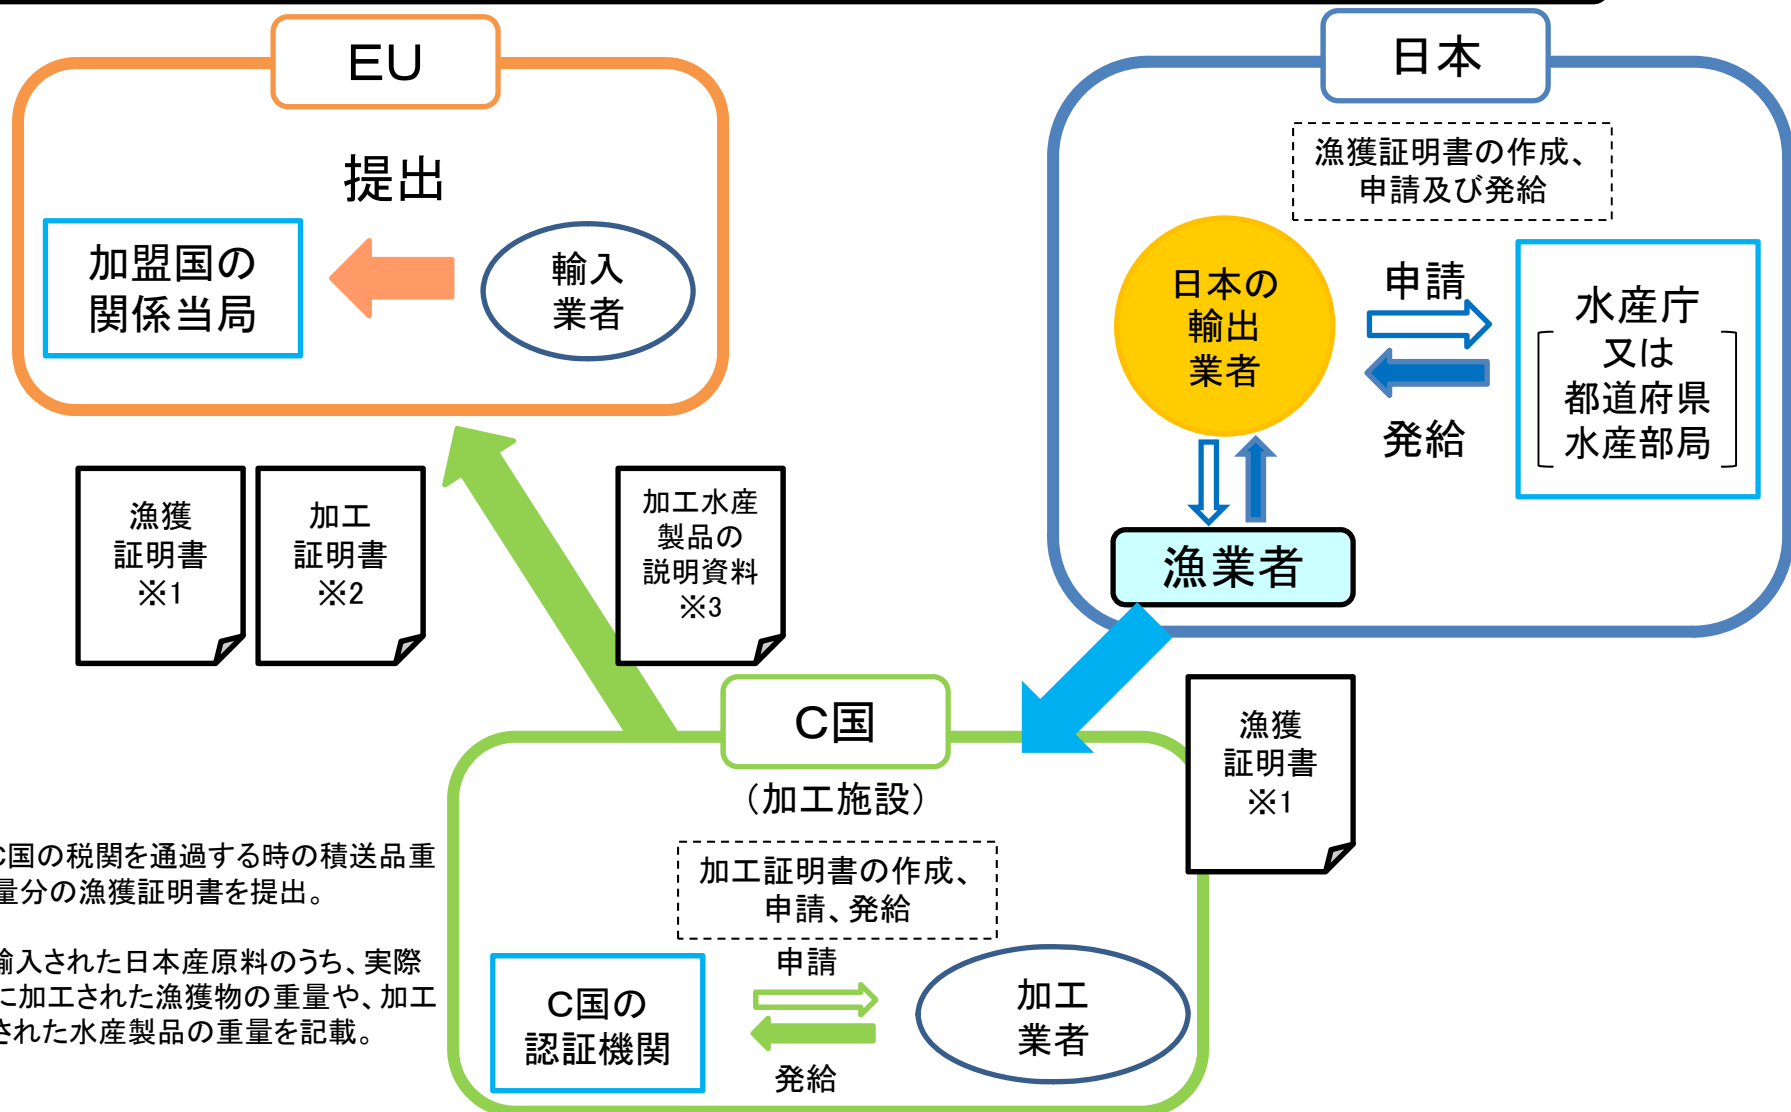 EU
提出
加盟国の
関係当局
輸入
業者
日本
漁獲証明書の作成、
申請及び発給
日本の
輸出
業者
申請
発給
水産庁
又は
都道府県
水産部局
漁業者
漁獲
証明書
※1
加工
証明書
※2
加工水産
製品の
説明資料
※3
C国
(加工施設)
漁獲
証明書
※1
加工証明書の作成、
申請、発給
C国の
認証機関
申請
発給
加工
業者
C国の税関を通過する時の積送品重
量分の漁獲証明書を提出。
輸入された日本産原料のうち、実際
に加工された漁獲物の重量や、加工
された水産製品の重量を記載。